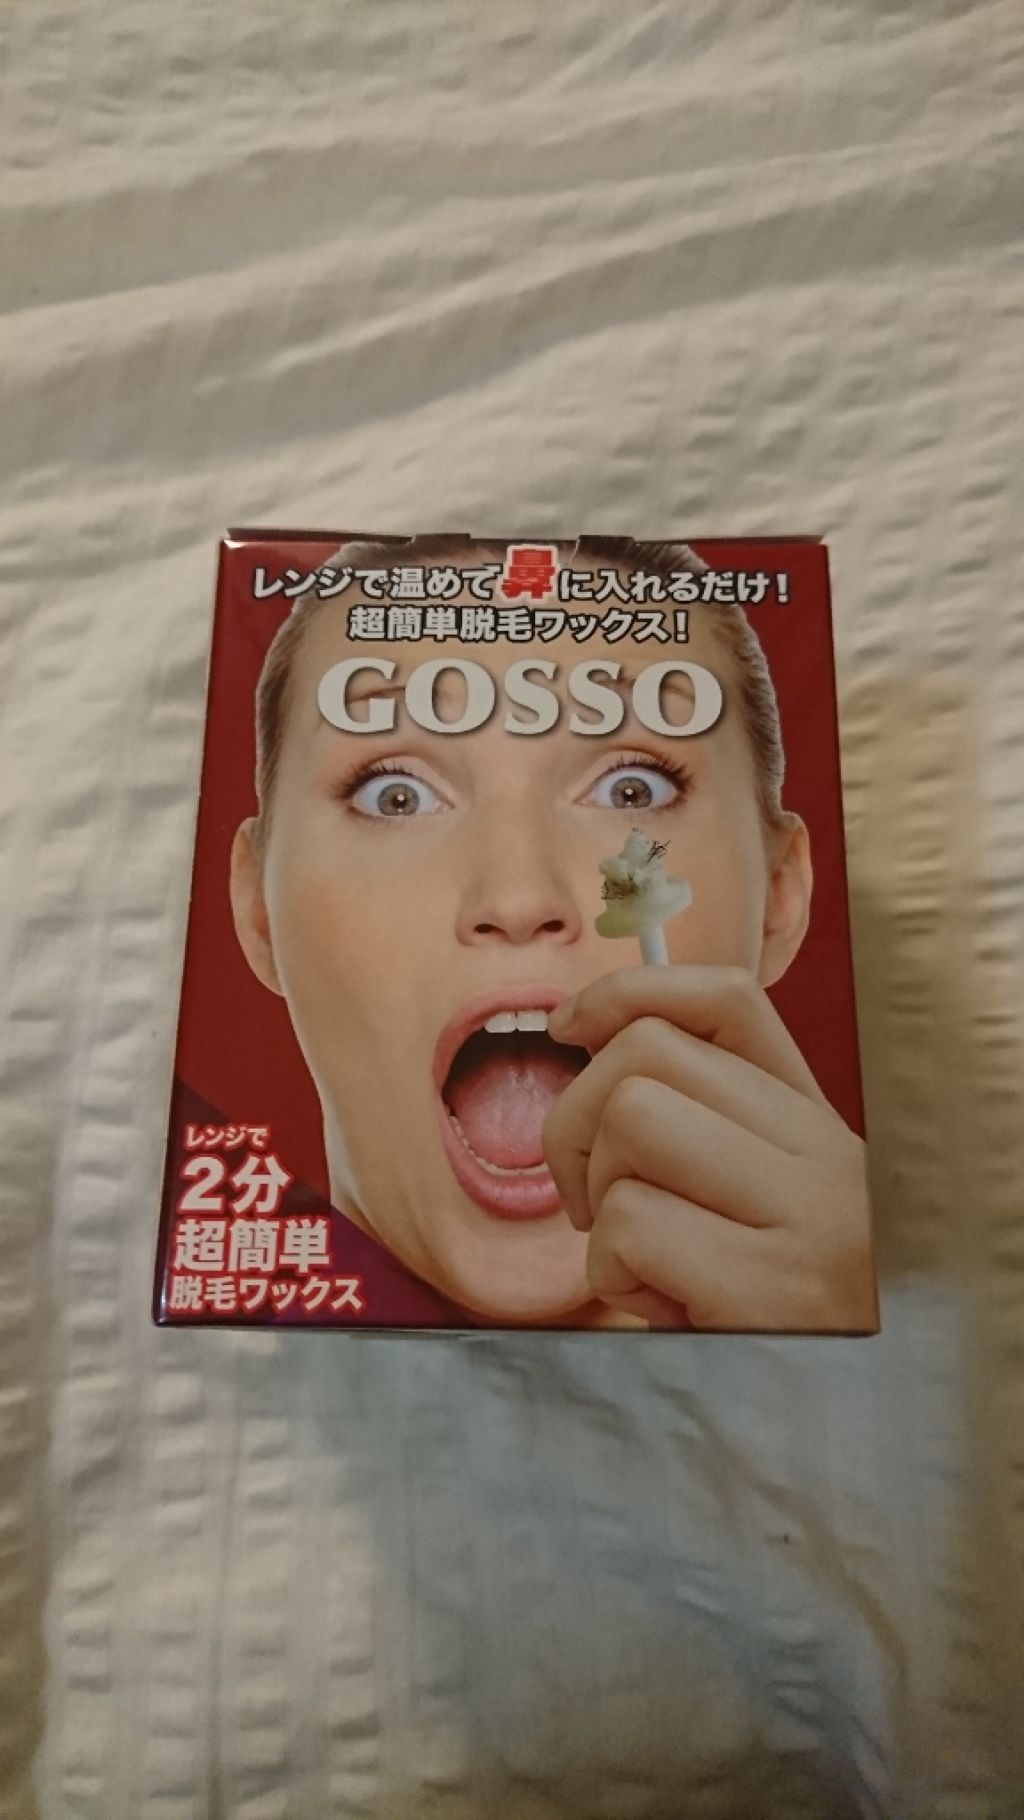 レンジで温めて鼻に入れるだけ！
超簡単脱毛ワックス！
GOSSO
レンジで
2分
超簡単
脱毛ワックス